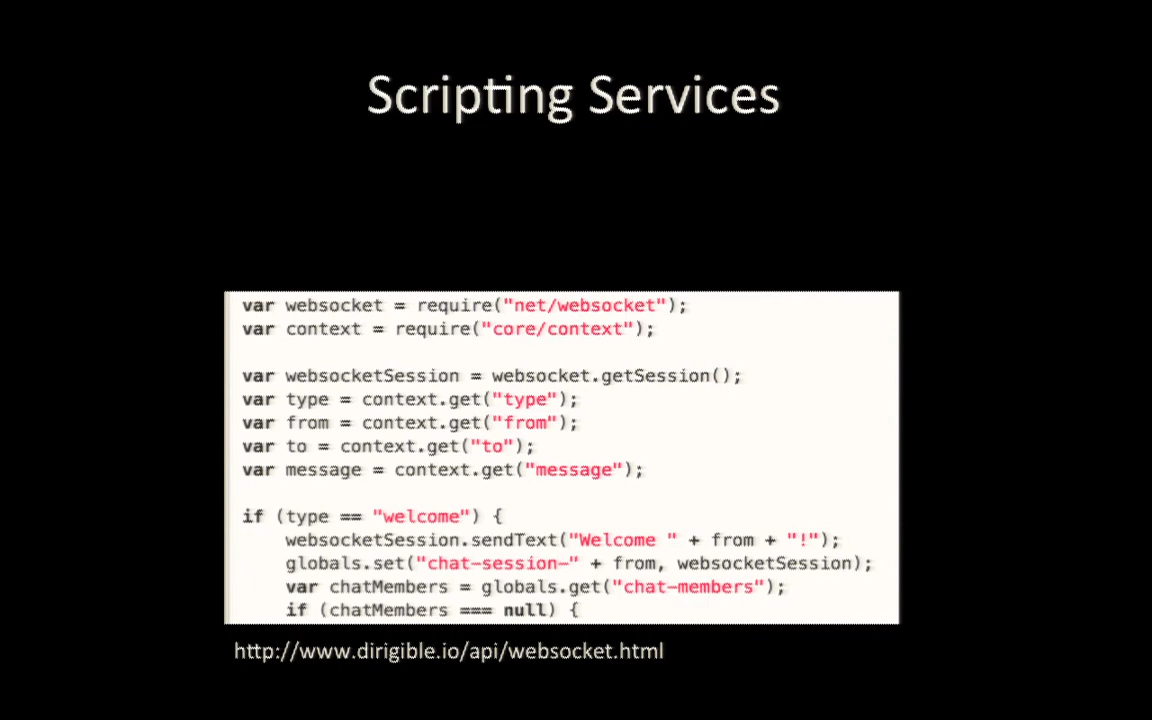 Scripting Services
var websocket = require("net/websocket");
var context = require("core/context");
var websocketSession = websocket.getSession();
var type = context.get("type");
var from = context.get("from");
var to = context.get("to");
var message = context.get("message");
if (type == "welcome") {
websocketSession.sendText("Welcome " + from + "!");
globals.set("chat-session-" + from, websocketSession);
var chatMembers = globals.get("chat-members");
if (chatMembers === null) {
http://www.dirigible.io/api/websocket.html